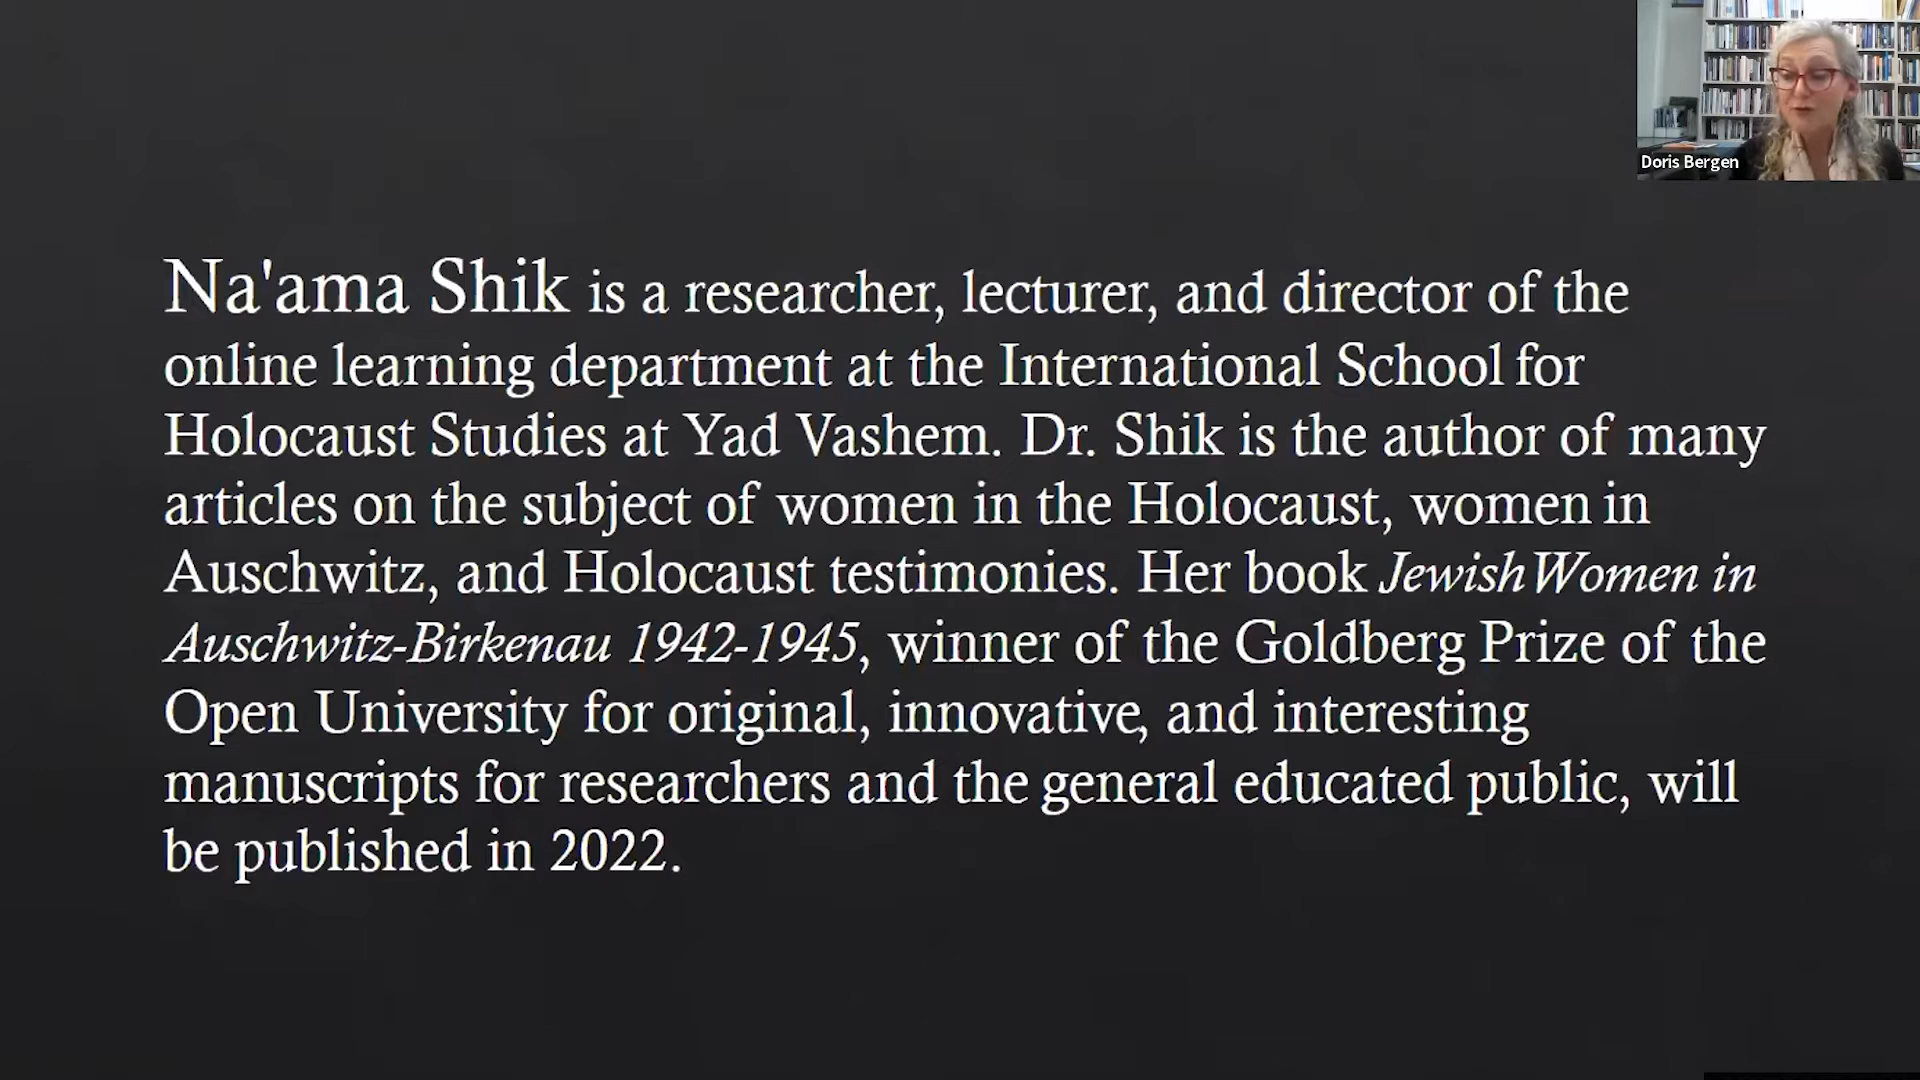 Doris Bergen
Na'ama Shik is a researcher, lecturer, and director of the
online learning department at the International School for
Holocaust Studies at Yad Vashem. Dr. Shik is the author of many
articles on the subject of women in the Holocaust, women in
Auschwitz, and Holocaust testimonies. Her book Jewish Women in
Auschwitz-Birkenau 1942-1945, winner of the Goldberg Prize of the
Open University for original, innovative, and interesting
manuscripts for researchers and the general educated public, will
be published in 2022.